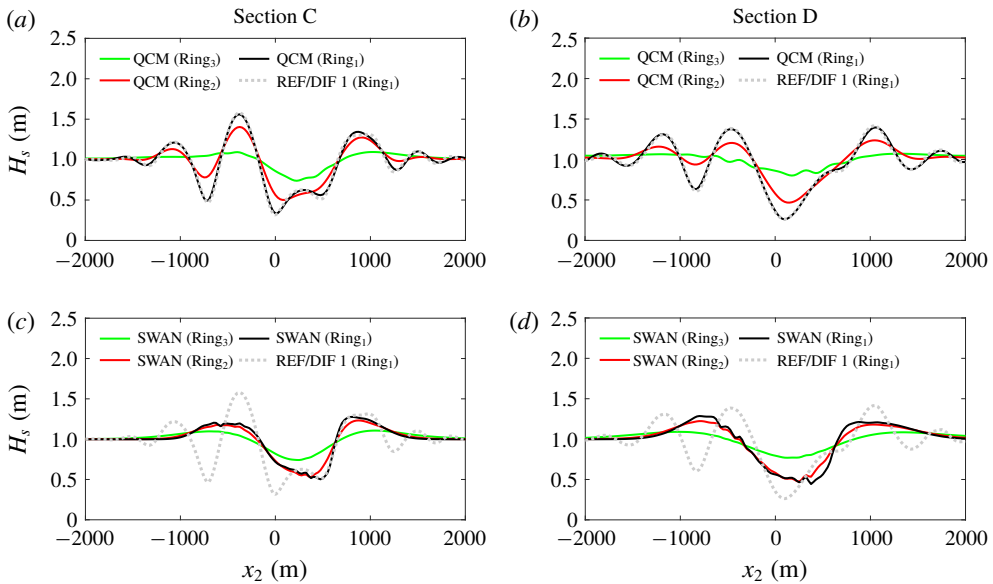 (a) Section C
2.5
QCM (Ring3) QCM (Ring1)
2.0
QCM (Ring2) REF/DIF 1 (Ring1)
1.5
Hs (m)
1.0
0.5
0
−2000 −1000 0 1000 2000
(b) Section D
2.5
QCM (Ring3) QCM (Ring1)
2.0
QCM (Ring2) REF/DIF 1 (Ring1)
1.5
1.0
0.5
0
−2000 −1000 0 1000 2000
(c)
2.5
SWAN (Ring3) SWAN (Ring1)
2.0
SWAN (Ring2) REF/DIF 1 (Ring1)
1.5
Hs (m)
1.0
0.5
0
−2000 −1000 0 1000 2000
x2 (m)
(d)
2.5
SWAN (Ring3) SWAN (Ring1)
2.0
SWAN (Ring2) REF/DIF 1 (Ring1)
1.5
1.0
0.5
0
−2000 −1000 0 1000 2000
x2 (m)